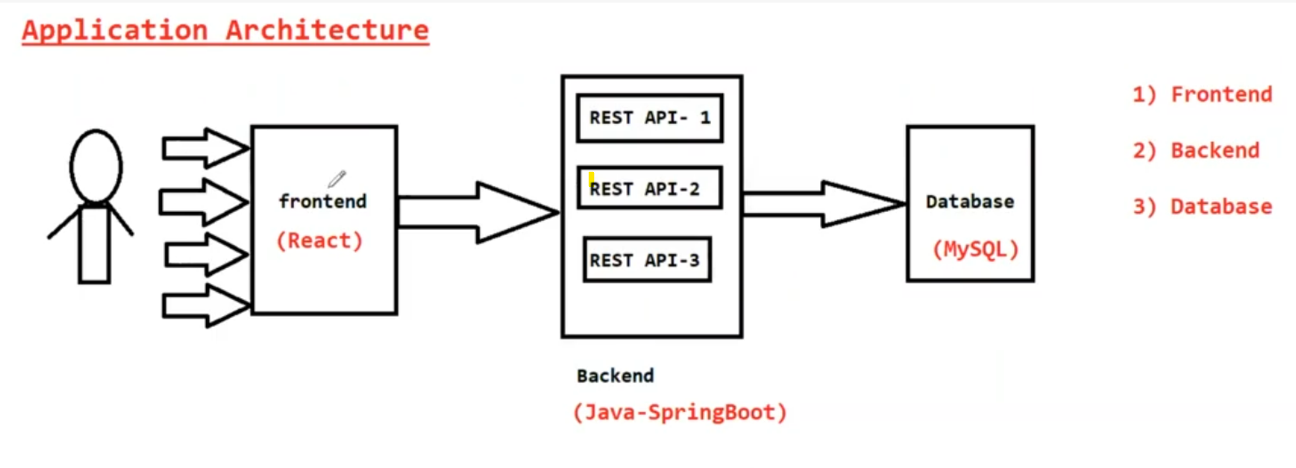 Application Architecture
frontend
(React)
REST API- 1
REST API-2
REST API-3
Backend
(Java-SpringBoot)
Database
(MySQL)
1) Frontend
2) Backend
3) Database